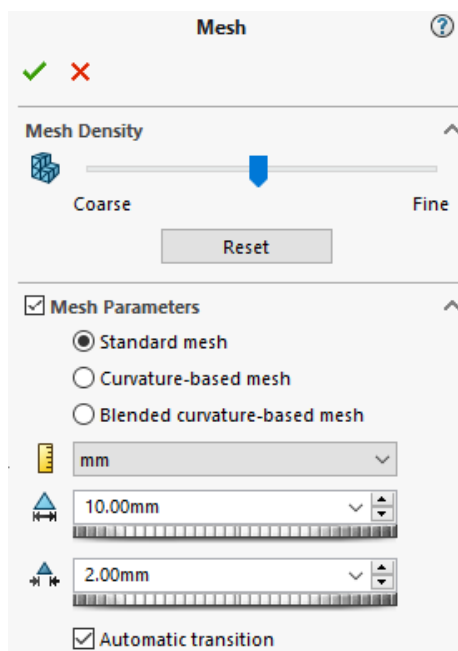 Mesh
?
Mesh Density
Coarse Fine
Reset
Mesh Parameters
Standard mesh
Curvature-based mesh
Blended curvature-based mesh
mm
10.00mm
2.00mm
Automatic transition